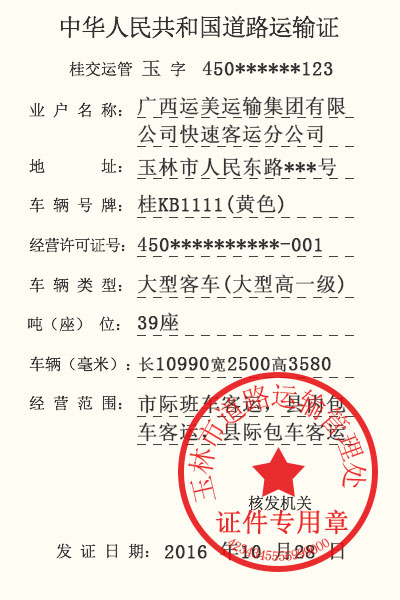 中华人民共和国道路运输证
桂交运管 玉 字 450******123
业户名称：广西运美运输集团有限
公司快速客运分公司
地址：玉林市人民东路***号
车辆号牌：桂KB1111(黄色)
经营许可证号：450**********-001
车辆类型：大型客车(大型高一级)
吨（座）位：39座
车辆（毫米）：长10990宽2500高3580
经营范围：市际班车客运，县内包
车客运，县际包车客运
玉林市道路运输管理处
核发机关
证件专用章
发证日期：2016 年10 月28 日